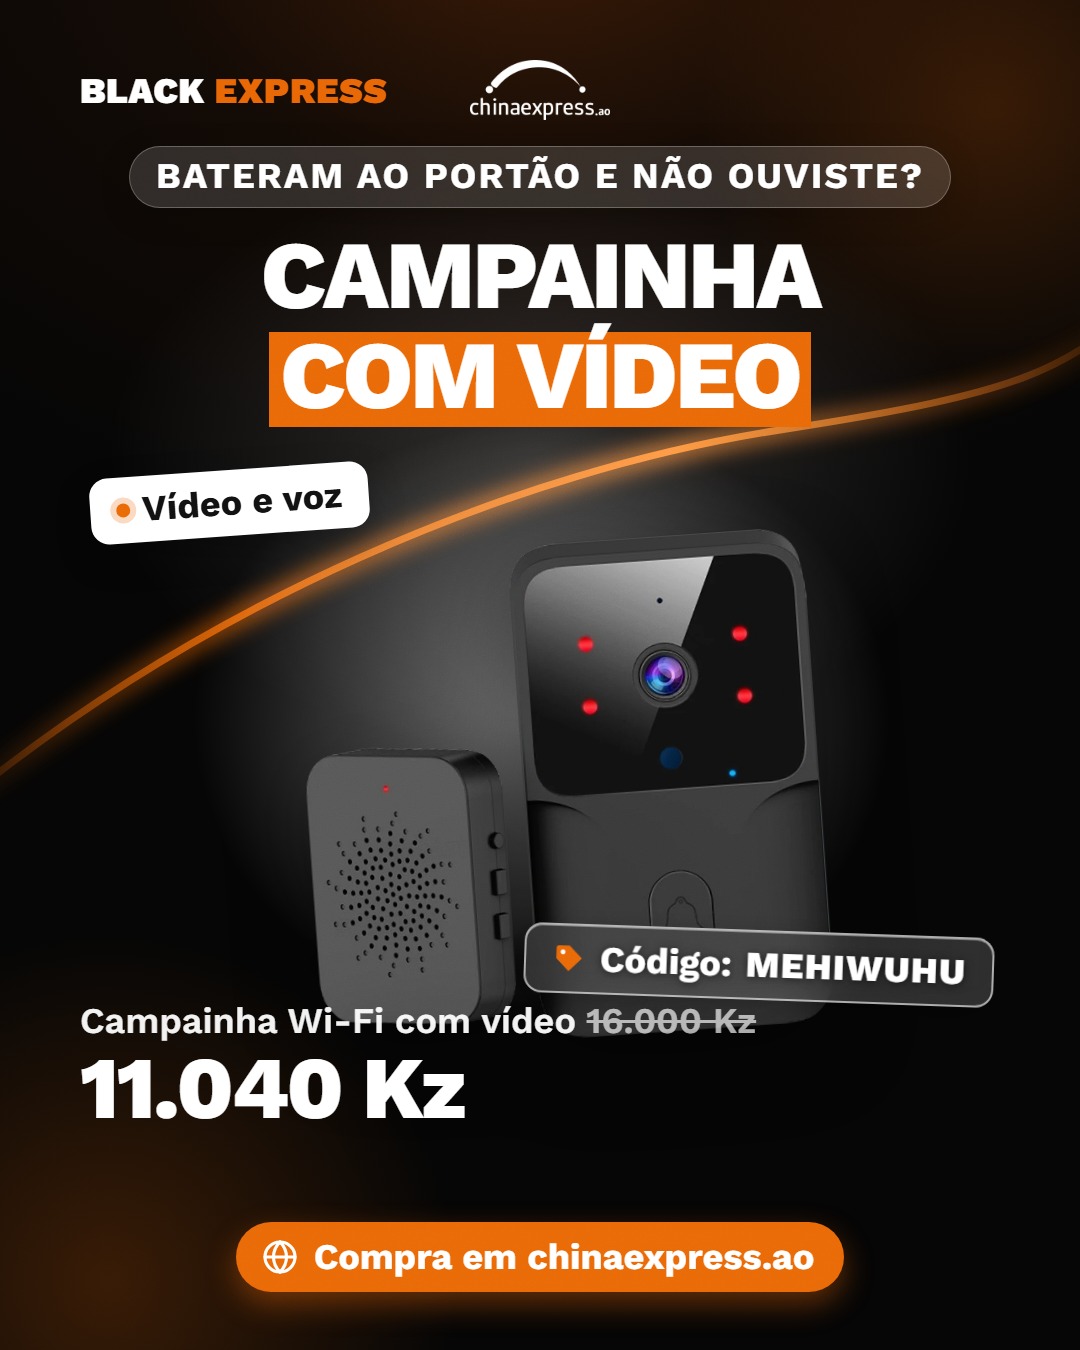 BLACK EXPRESS
chinaexpress.ao
BATERAM AO PORTÃO E NÃO OUVISTE?
CAMPAINHA
COM VÍDEO
Vídeo e voz
Código: MEHIWUHU
Campainha Wi-Fi com vídeo 16.000 Kz
11.040 Kz
Compra em chinaexpress.ao